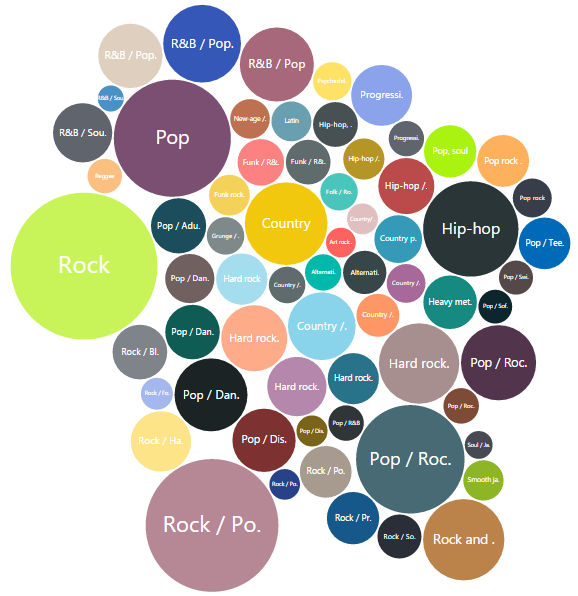 R&B / Pop.
R&B / Pop.
R&B / Pop
Psychedel.
Progressi.
R&B / Sou.
R&B / Sou.
Pop
New-age /.
Latin
Hip-hop, .
Progressi.
Pop, soul
Pop rock .
Reggae
Funk / R&.
Funk / R&.
Hip-hop /.
Hip-hop /.
Pop rock
Funk rock.
Folk / Ro.
Rock
Pop / Adu.
Grunge /.
Country
Country/
Art rock.
Country p.
Hip-hop
Pop / Tee.
Pop / Dan.
Hard rock.
Country /.
Alternati.
Alternati.
Country /.
Pop / Swi.
Heavy met.
Pop / Sof.
Rock / Bl.
Pop / Dan.
Hard rock.
Country /.
Country /.
Hard rock.
Pop / Roc.
Rock / Fo.
Pop / Dan.
Hard rock.
Hard rock.
Pop / Roc.
Rock / Ha.
Pop / Dis.
Pop / Dis.
Pop / R&B
Pop / Roc.
Soul / Ja.
Rock / Po.
Rock / Po.
Smooth ja.
Rock / Po.
Rock / Pr.
Rock / So.
Rock and .